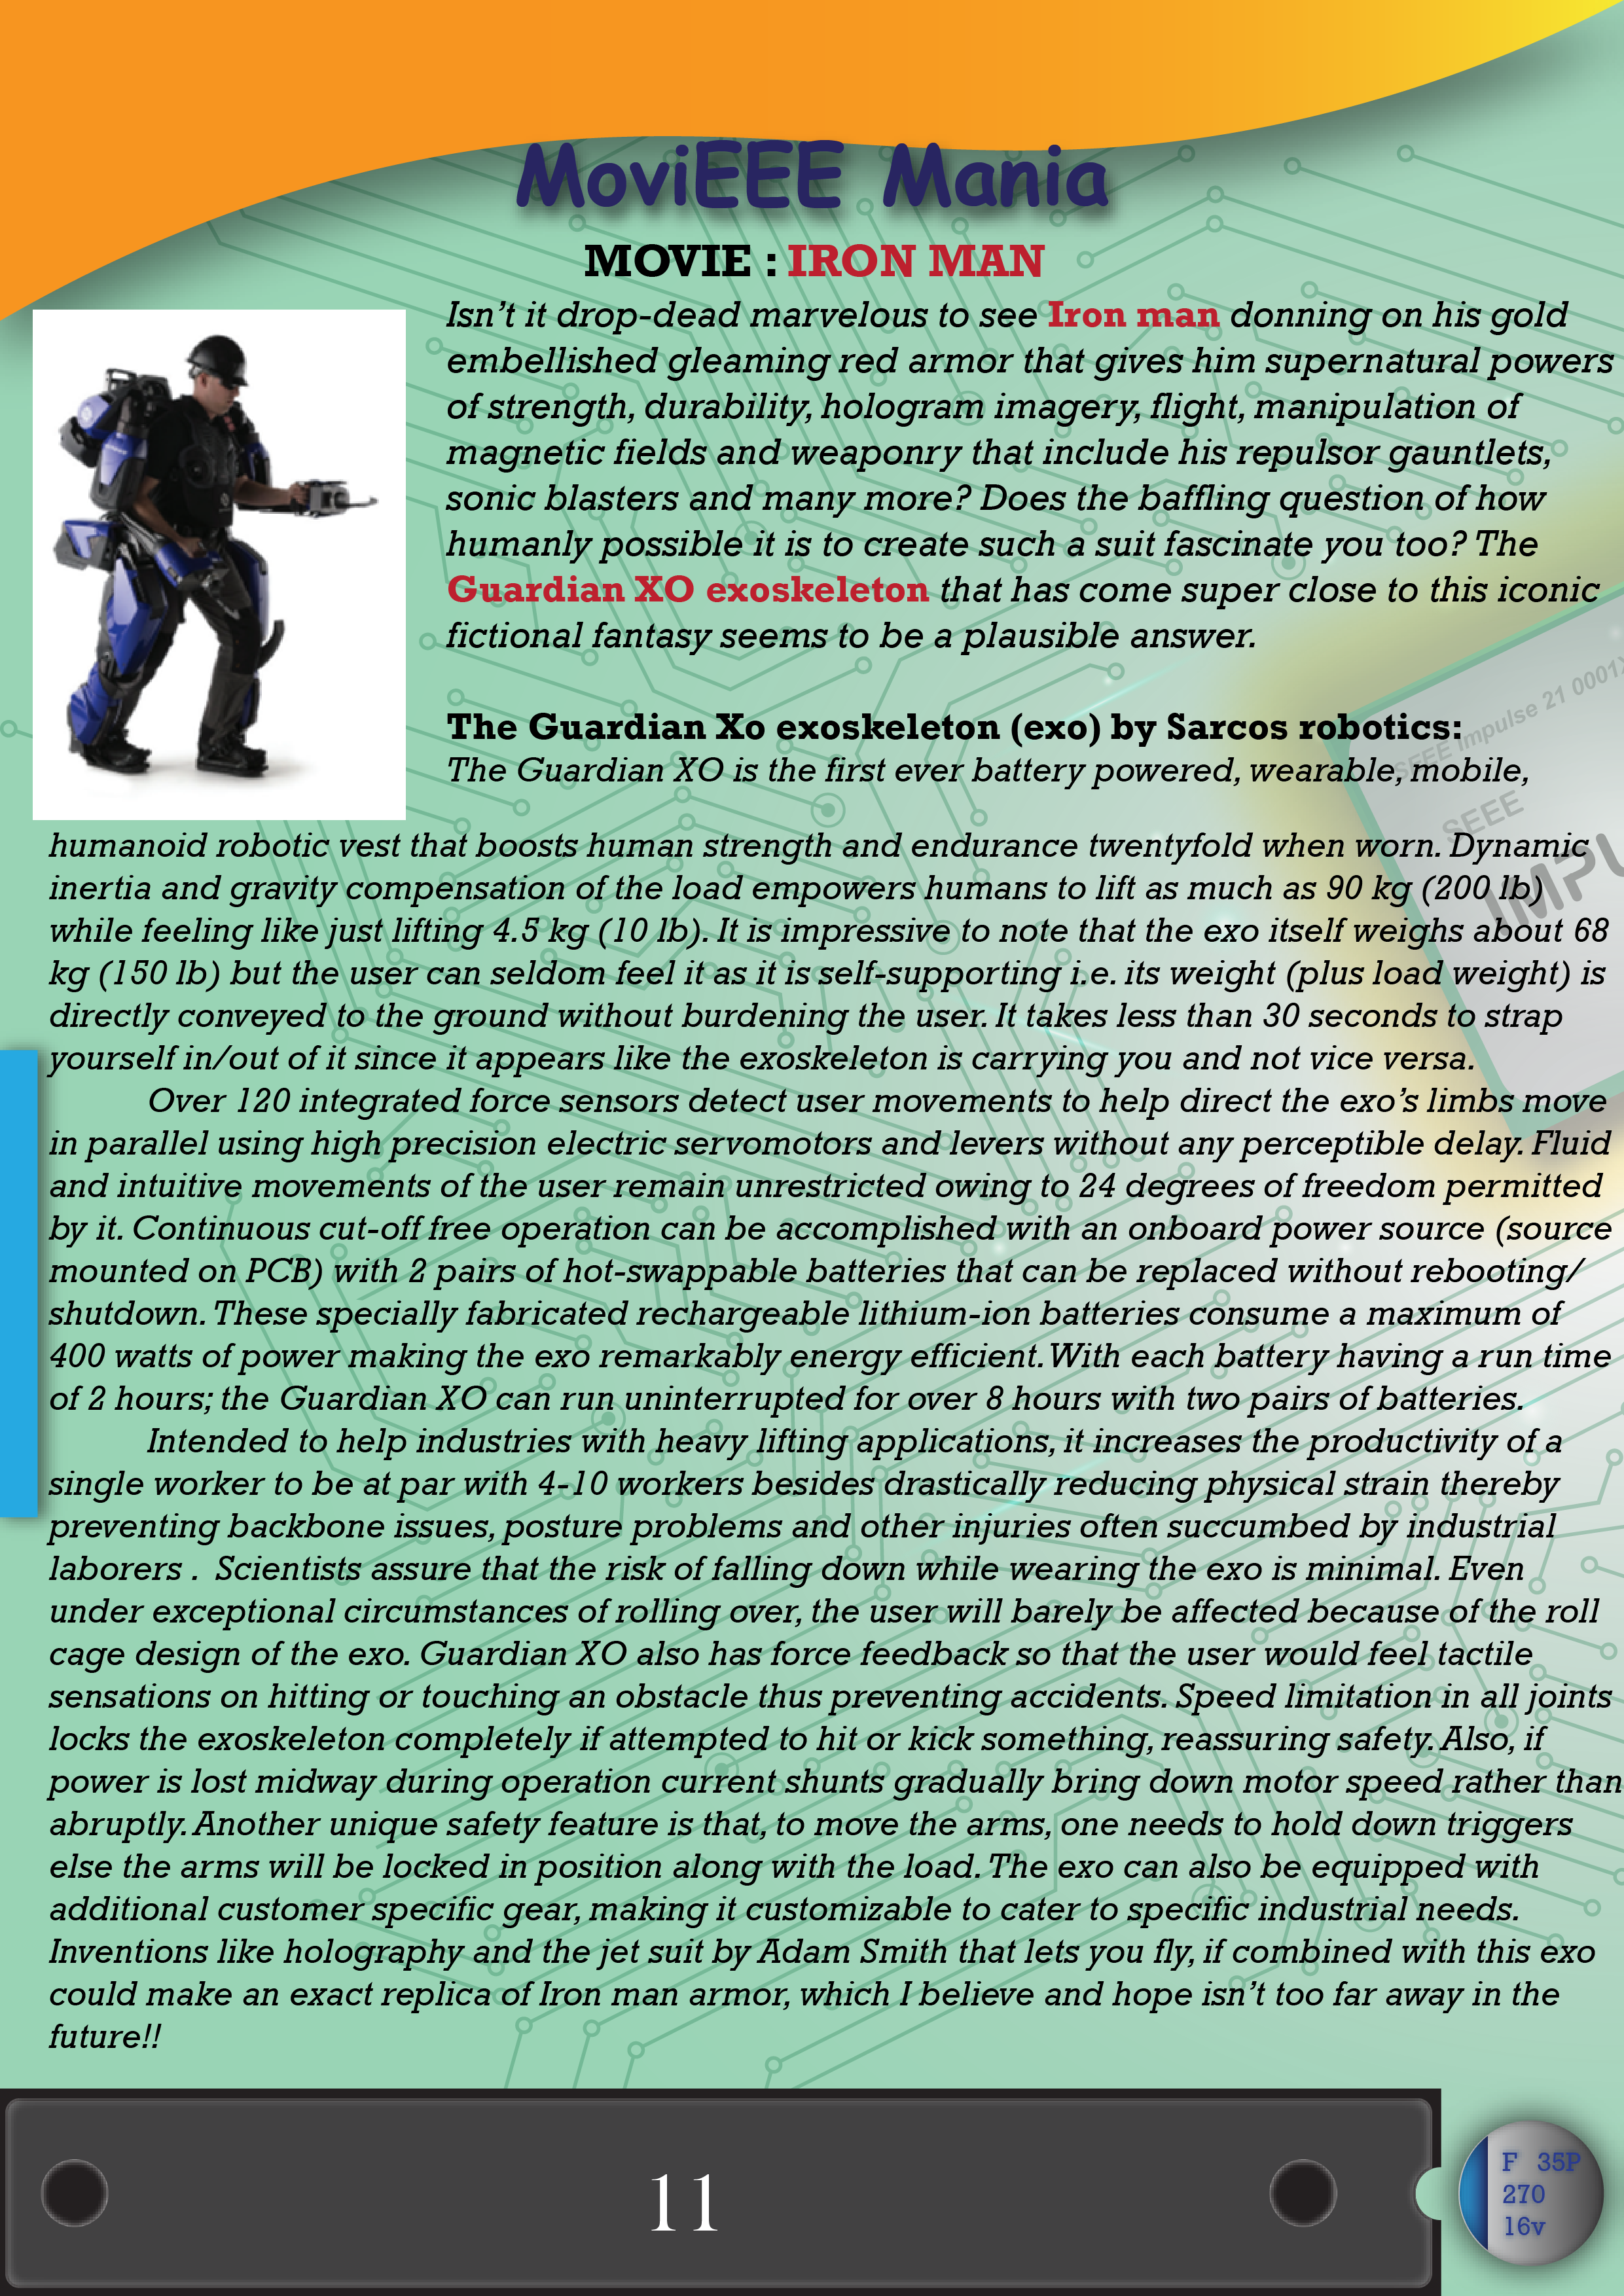 MoviEEE Mania
MOVIE : IRON MAN
Isn't it drop-dead marvelous to see Iron man donning on his gold
embellished gleaming red armor that gives him supernatural powers
of strength, durability, hologram imagery, flight, manipulation of
magnetic fields and weaponry that include his repulsor gauntlets,
sonic blasters and many more? Does the baffling question of how
humanly possible it is to create such a suit fascinate you too? The
Guardian XO exoskeleton that has come super close to this iconic
fictional fantasy seems to be a plausible answer.
The Guardian Xo exoskeleton (exo) by Sarcos robotics:
The Guardian XO is the first ever battery powered, wearable, mobile,
humanoid robotic vest that boosts human strength and endurance twentyfold when worn. Dynamic
inertia and gravity compensation of the load empowers humans to lift as much as 90 kg (200 lb)
while feeling like just lifting 4.5 kg (10 lb). It is impressive to note that the exo itself weighs about 68
kg (150 lb) but the user can seldom feel it as it is self-supporting i.e. its weight (plus load weight) is
directly conveyed to the ground without burdening the user. It takes less than 30 seconds to strap
yourself in/out of it since it appears like the exoskeleton is carrying you and not vice versa.
Over 120 integrated force sensors detect user movements to help direct the exo's limbs move
in parallel using high precision electric servomotors and levers without any perceptible delay. Fluid
and intuitive movements of the user remain unrestricted owing to 24 degrees of freedom permitted
by it. Continuous cut-off free operation can be accomplished with an onboard power source (source
mounted on PCB) with 2 pairs of hot-swappable batteries that can be replaced without rebooting/
shutdown. These specially fabricated rechargeable lithium-ion batteries consume a maximum of
400 watts of power making the exo remarkably energy efficient. With each battery having a run time
of 2 hours; the Guardian XO can run uninterrupted for over 8 hours with two pairs of batteries.
Intended to help industries with heavy lifting applications, it increases the productivity of a
single worker to be at par with 4-10 workers besides drastically reducing physical strain thereby
preventing backbone issues, posture problems and other injuries often succumbed by industrial
laborers . Scientists assure that the risk of falling down while wearing the exo is minimal. Even
under exceptional circumstances of rolling over, the user will barely be affected because of the roll
cage design of the exo. Guardian XO also has force feedback so that the user would feel tactile
sensations on hitting or touching an obstacle thus preventing accidents. Speed limitation in all joints
locks the exoskeleton completely if attempted to hit or kick something, reassuring safety. Also, if
power is lost midway during operation current shunts gradually bring down motor speed rather than
abruptly. Another unique safety feature is that, to move the arms, one needs to hold down triggers
else the arms will be locked in position along with the load. The exo can also be equipped with
additional customer specific gear, making it customizable to cater to specific industrial needs.
Inventions like holography and the jet suit by Adam Smith that lets you fly, if combined with this exo
could make an exact replica of Iron man armor, which I believe and hope isn't too far away in the
future!!
SEEE Impulse 21 0001X
SEEE
IMPU
11
F 35P
270
16v